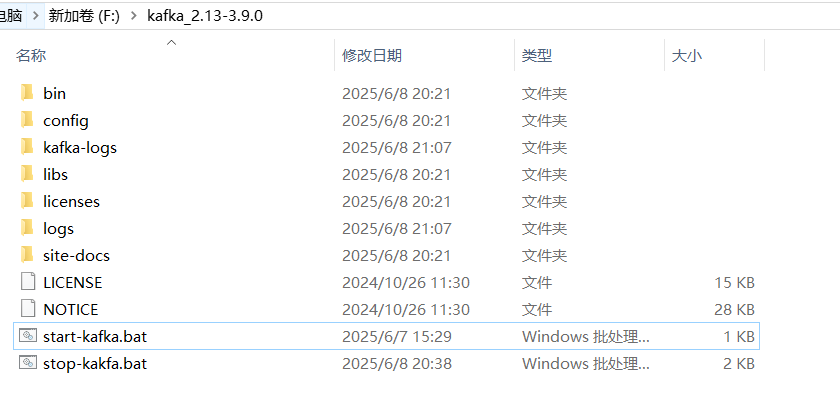 电脑 > 新加卷 (F:) > kafka_2.13-3.9.0
名称 修改日期 类型 大小
bin 2025/6/8 20:21 文件夹
config 2025/6/8 20:21 文件夹
kafka-logs 2025/6/8 21:07 文件夹
libs 2025/6/8 20:21 文件夹
licenses 2025/6/8 20:21 文件夹
logs 2025/6/8 21:07 文件夹
site-docs 2025/6/8 20:21 文件夹
LICENSE 2024/10/26 11:30 文件 15 KB
NOTICE 2024/10/26 11:30 文件 28 KB
start-kafka.bat 2025/6/7 15:29 Windows 批处理... 1 KB
stop-kakfa.bat 2025/6/8 20:38 Windows 批处理... 2 KB